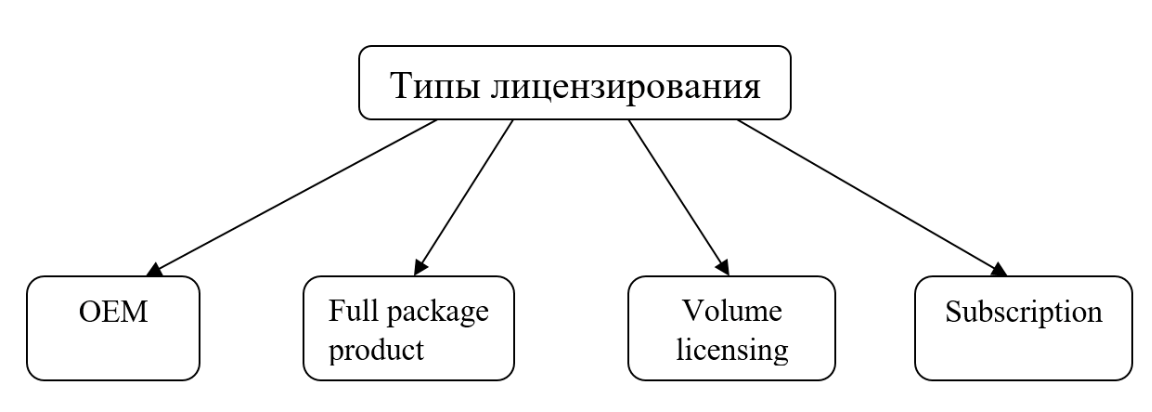 Типы лицензирования
OEM
Full package
product
Volume
licensing
Subscription